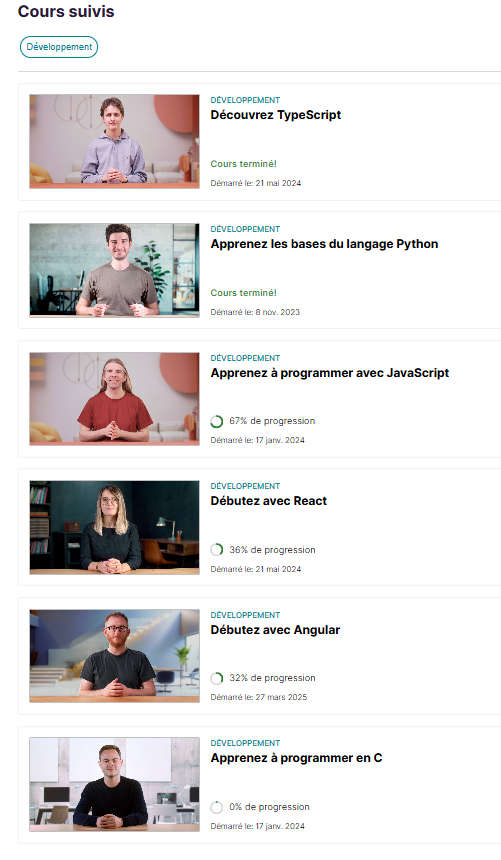 Cours suivis
Développement
DÉVELOPPEMENT
Découvrez TypeScript
Cours terminé!
Démarré le: 21 mai 2024
DÉVELOPPEMENT
Apprenez les bases du langage Python
Cours terminé!
Démarré le: 8 nov. 2023
DÉVELOPPEMENT
Apprenez à programmer avec JavaScript
67% de progression
Démarré le: 17 janv. 2024
DÉVELOPPEMENT
Débutez avec React
36% de progression
Démarré le: 21 mai 2024
DÉVELOPPEMENT
Débutez avec Angular
32% de progression
Démarré le: 27 mars 2025
DÉVELOPPEMENT
Apprenez à programmer en C
0% de progression
Démarré le: 17 janv. 2024